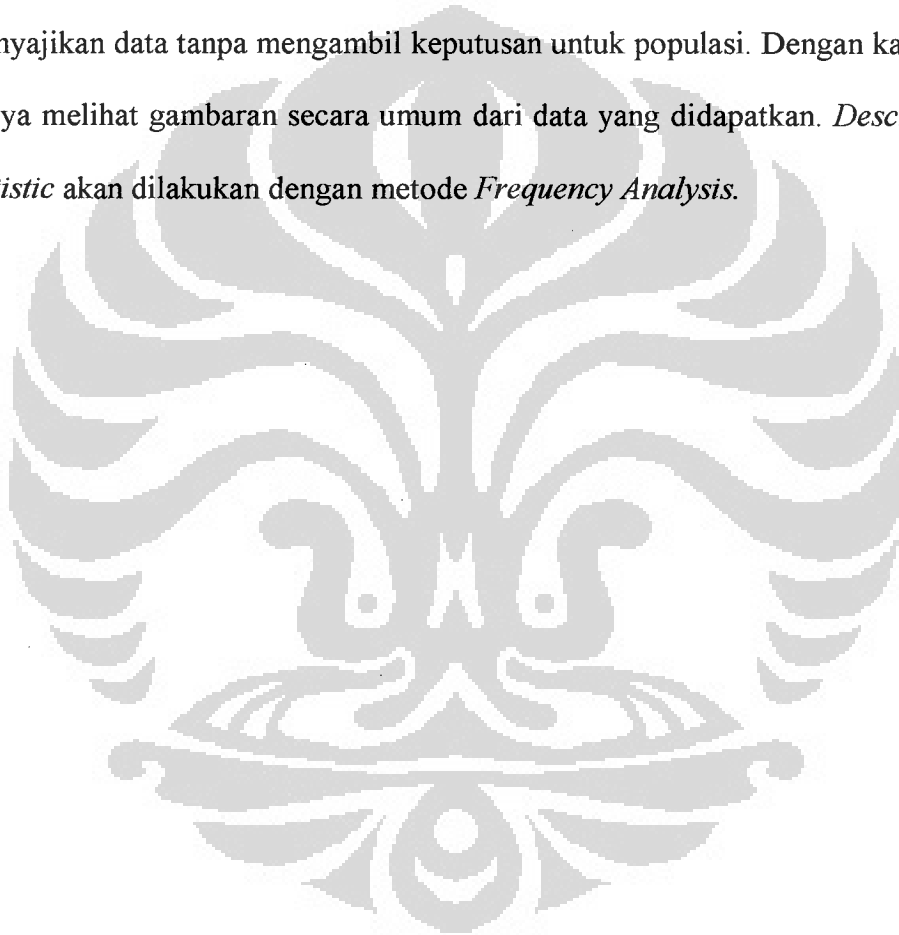 nyajikan data tanpa mengambil keputusan untuk populasi. Dengan ka
ya melihat gambaran secara umum dari data yang didapatkan. Desc
istic akan dilakukan dengan metode Frequency Analysis.